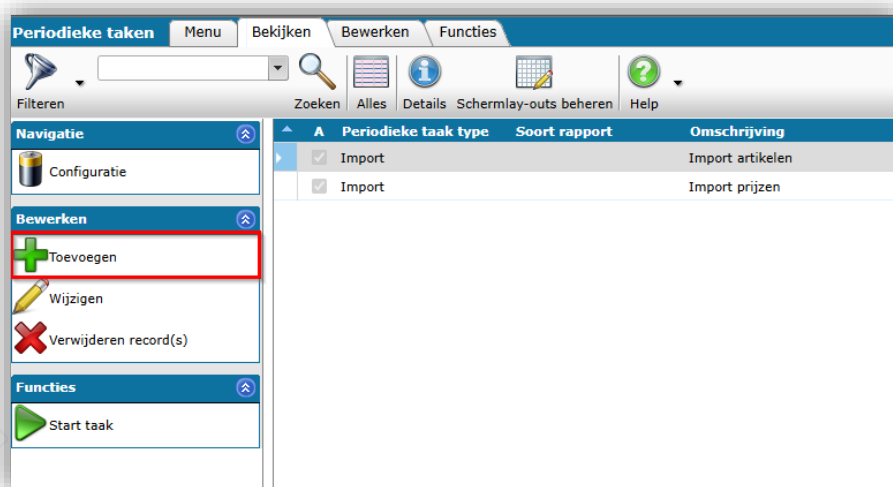 Periodieke taken Menu Bekijken Bewerken Functies
Filteren Zoeken Alles Details Schermlay-outs beheren Help
Navigatie
Configuratie
Bewerken
Toevoegen
Wijzigen
Verwijderen record(s)
Functies
Start taak
A Periodieke taak type Soort rapport Omschrijving
Import Import artikelen
Import Import prijzen